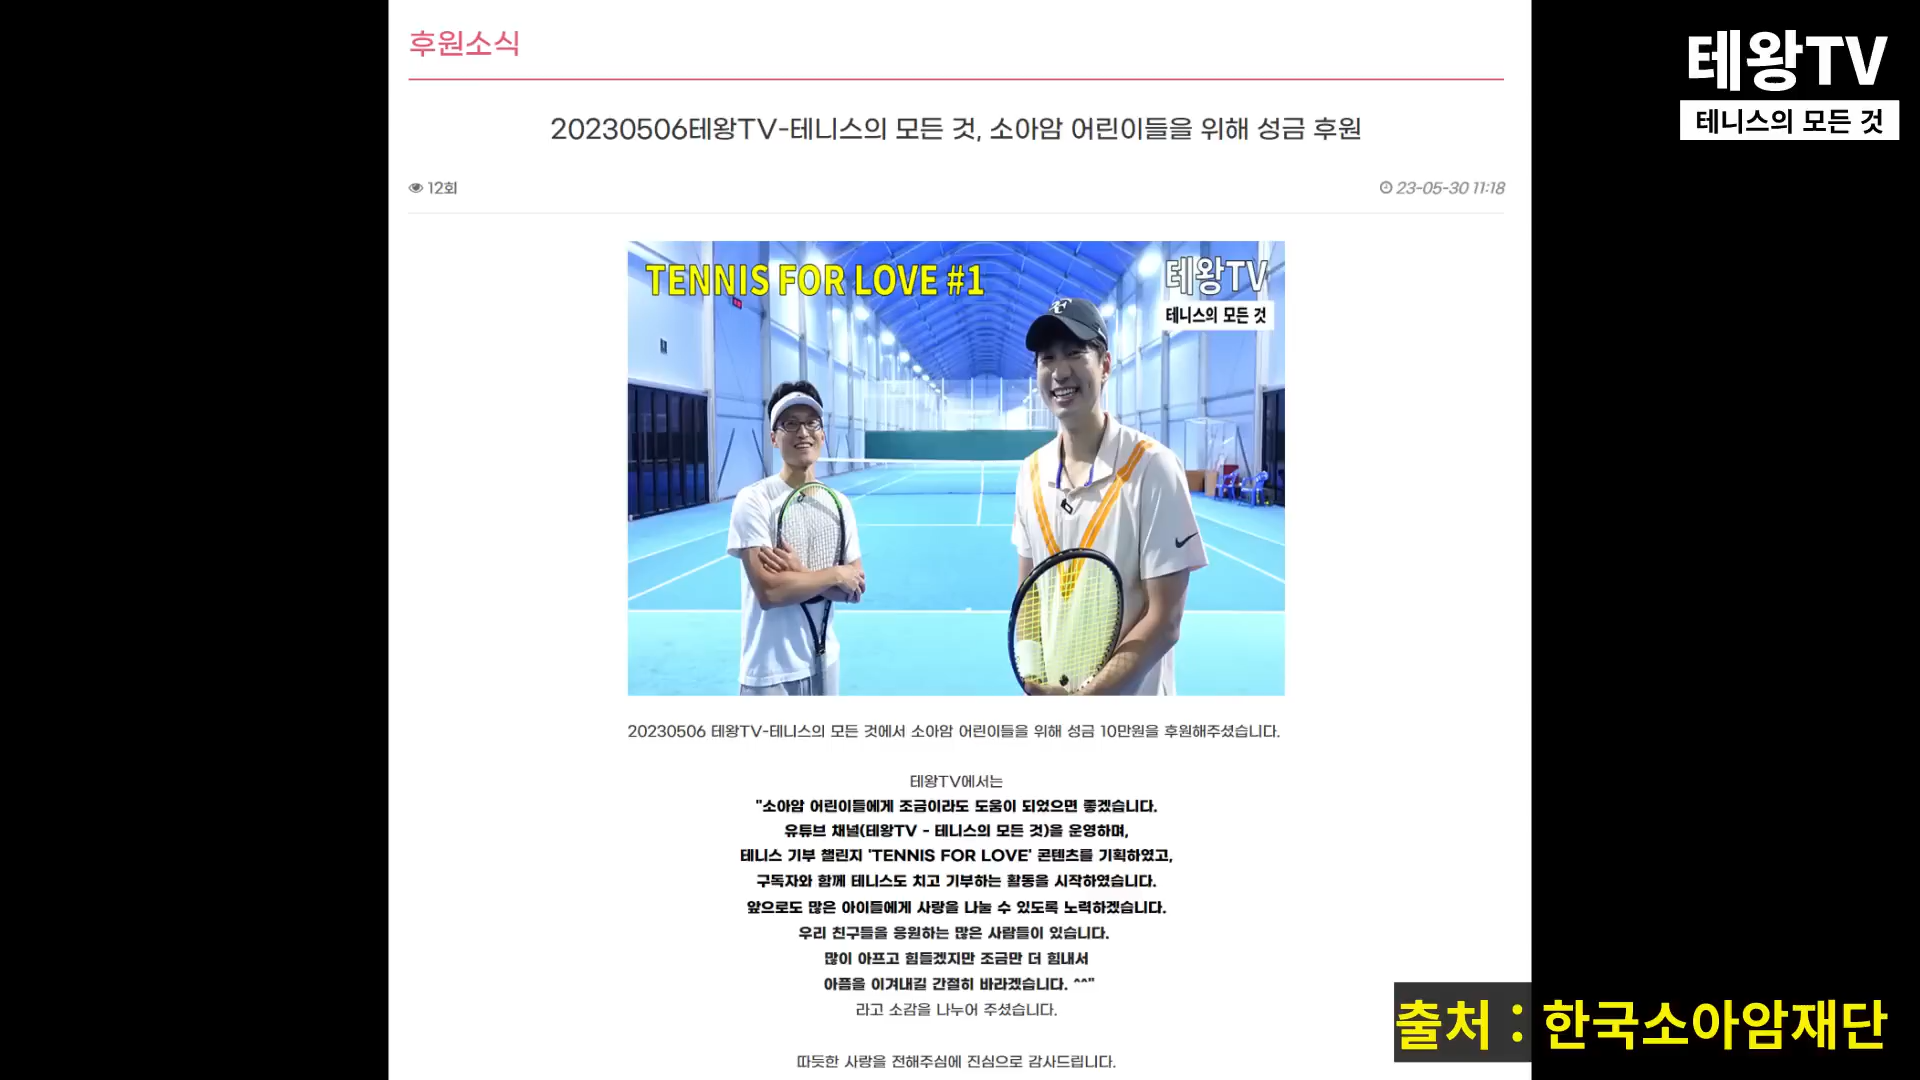 후원소식
테왕TV
테니스의 모든 것
20230506테왕TV-테니스의 모든 것, 소아암 어린이들을 위해 성금 후원
12회
23-05-30 11:18
TENNIS FOR LOVE #1
테왕TV
테니스의 모든 것
20230506 테왕TV-테니스의 모든 것에서 소아암 어린이들을 위해 성금 10만원을 후원해주셨습니다.
테왕TV에서는
"소아암 어린이들에게 조금이라도 도움이 되었으면 좋겠습니다.
유튜브 채널(테왕TV - 테니스의 모든 것)을 운영하며,
테니스 기부 챌린지 'TENNIS FOR LOVE' 콘텐츠를 기획하였고,
구독자와 함께 테니스도 치고 기부하는 활동을 시작하였습니다.
앞으로도 많은 아이들에게 사랑을 나눌 수 있도록 노력하겠습니다.
우리 친구들을 응원하는 많은 사람들이 있습니다.
많이 아프고 힘들겠지만 조금만 더 힘내서
아픔을 이겨내길 간절히 바라겠습니다. ^^"
라고 소감을 나누어 주셨습니다.
따듯한 사랑을 전해주심에 진심으로 감사드립니다.
출처 : 한국소아암재단